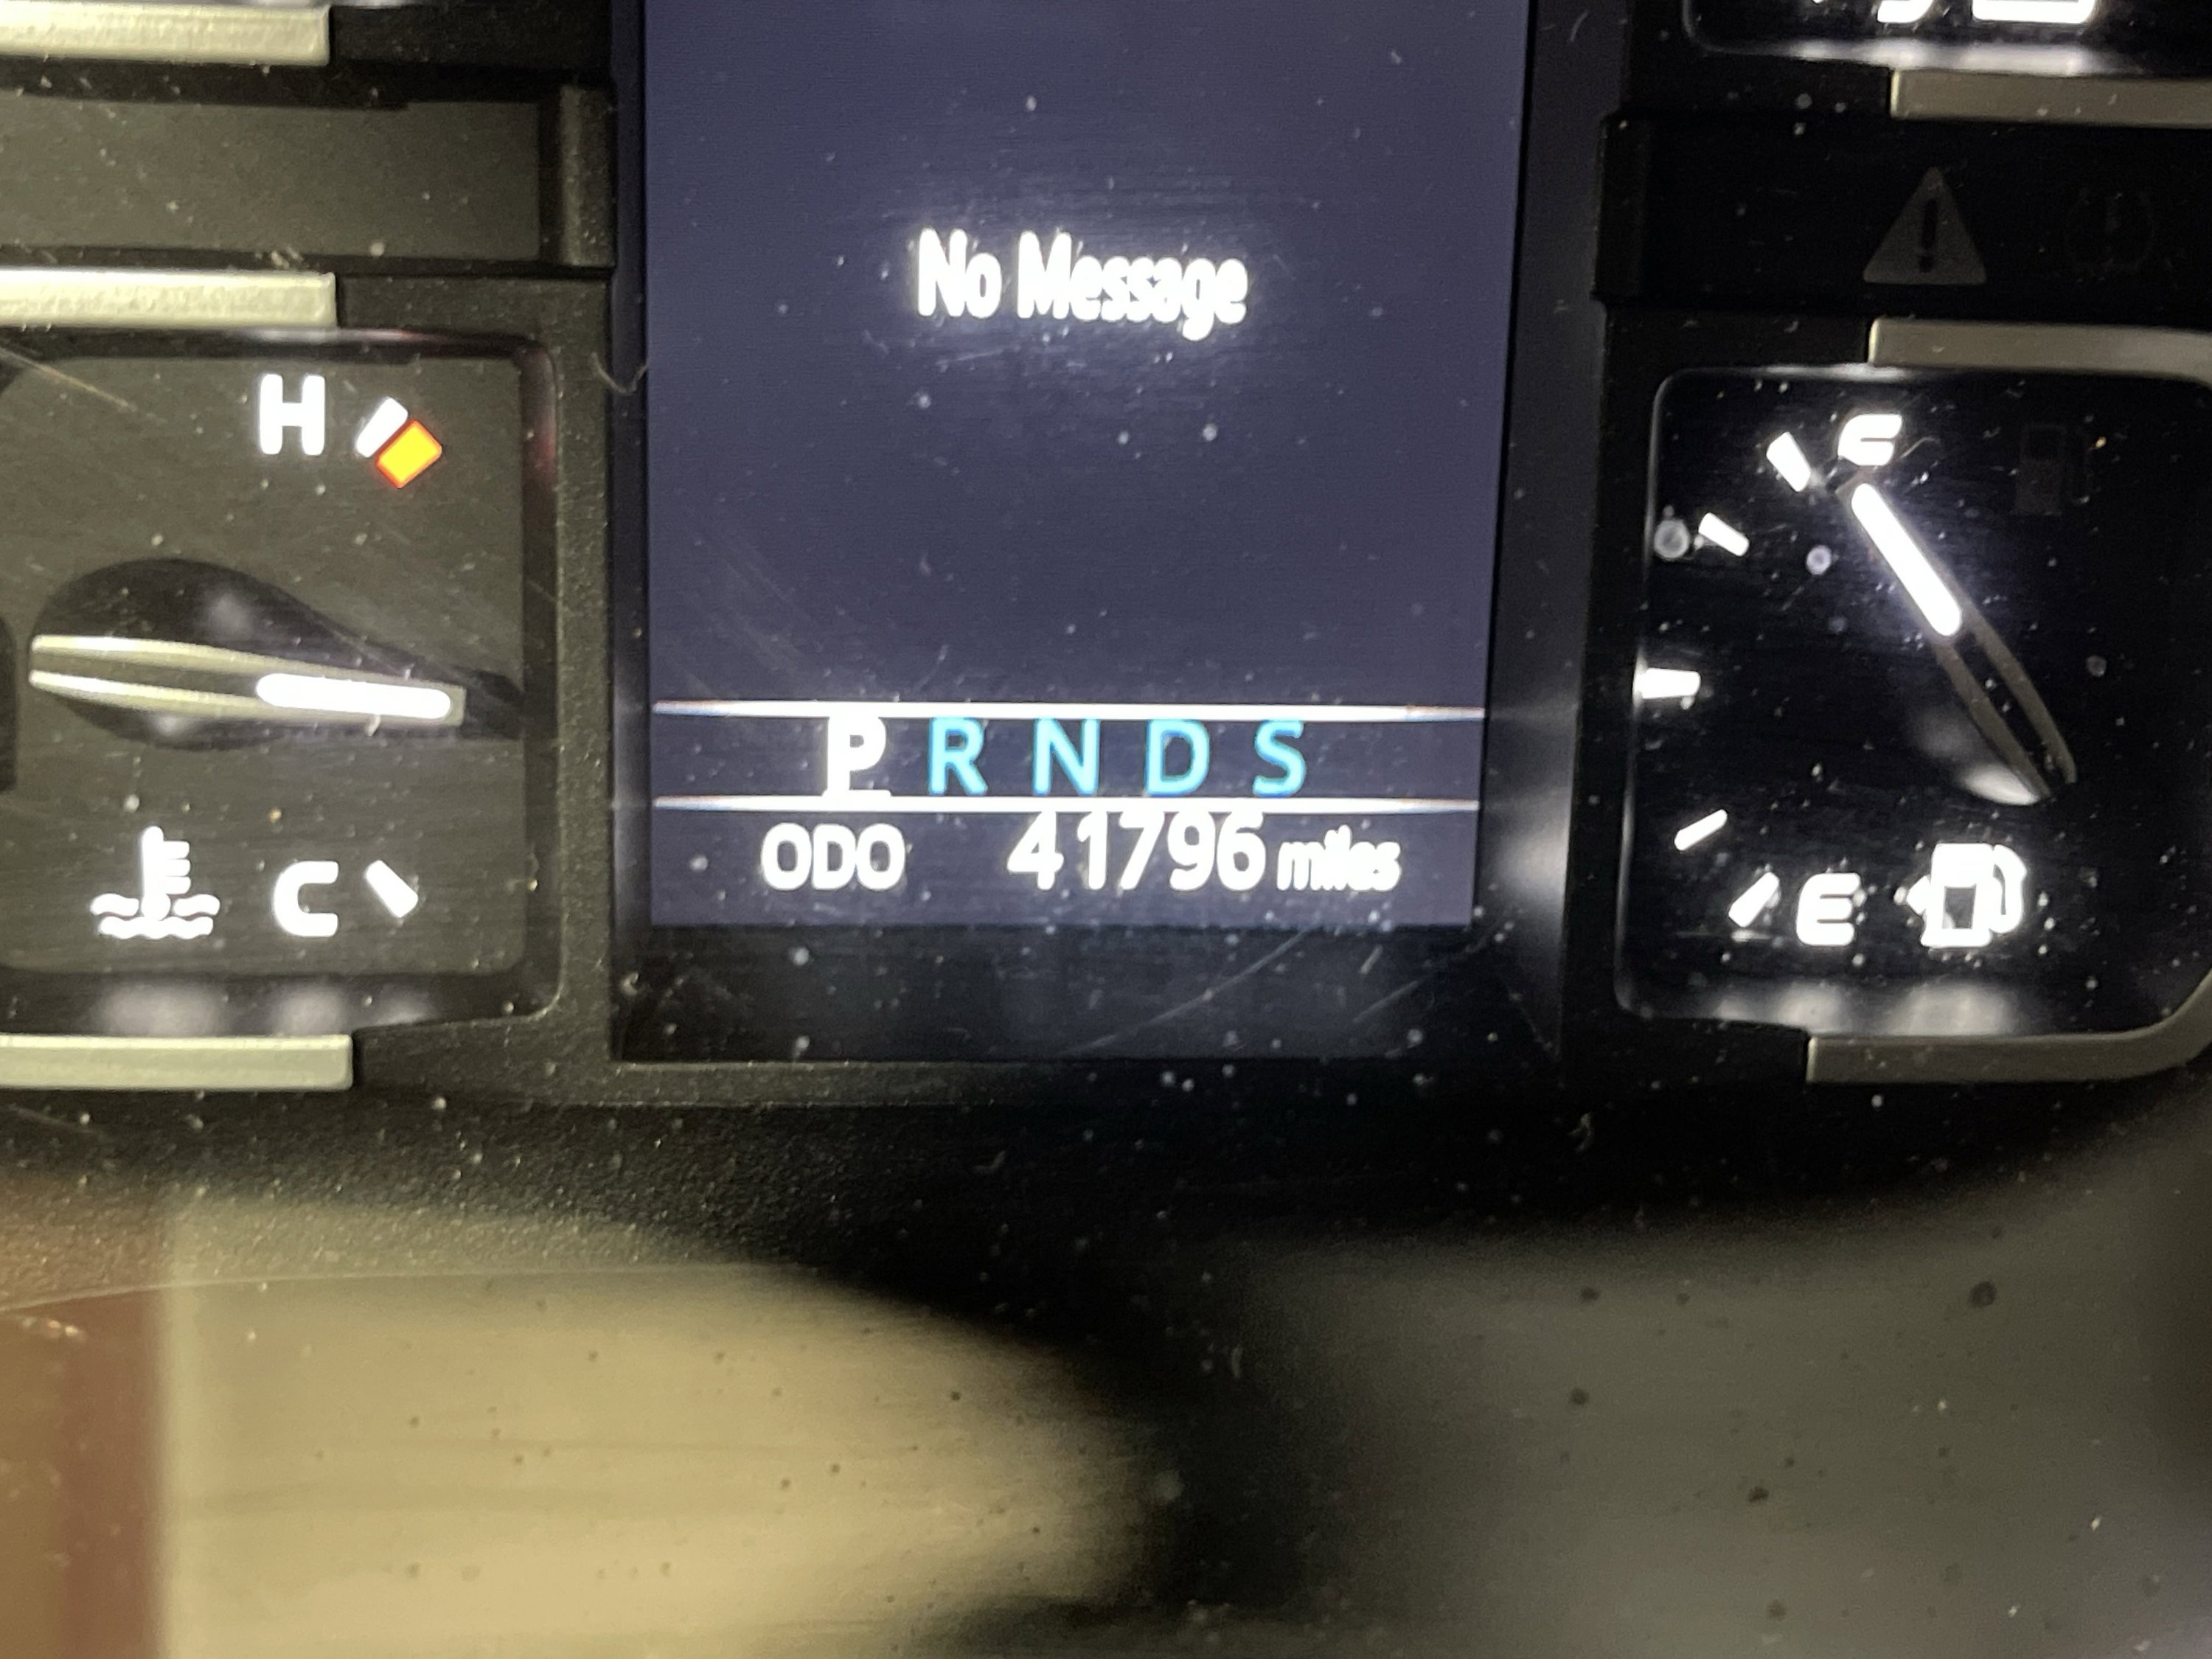 No Message
H
P R N D S
ODO 41796 miles
C
E